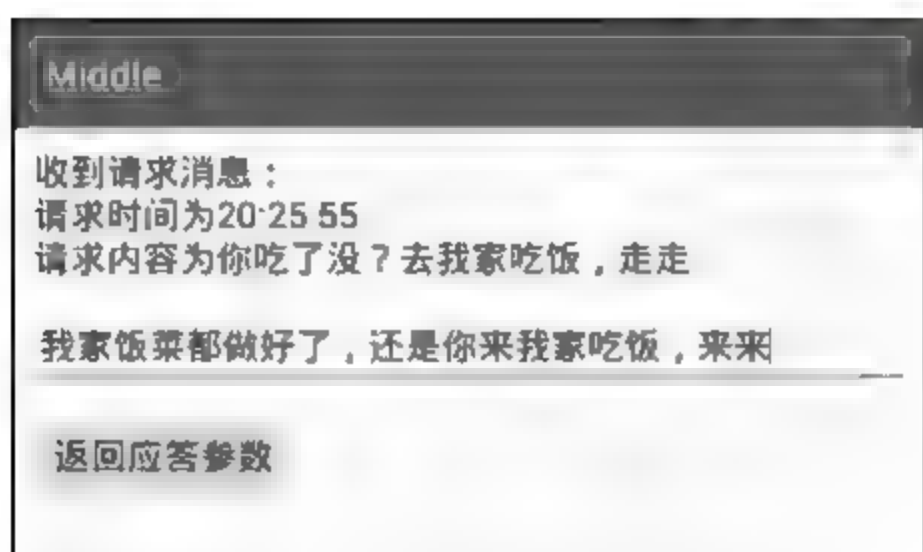 Middle
收到请求消息：
请求时间为20:25:55
请求内容为你吃了没？去我家吃饭，走走
我家饭菜都做好了，还是你来我家吃饭，来来
返回应答参数